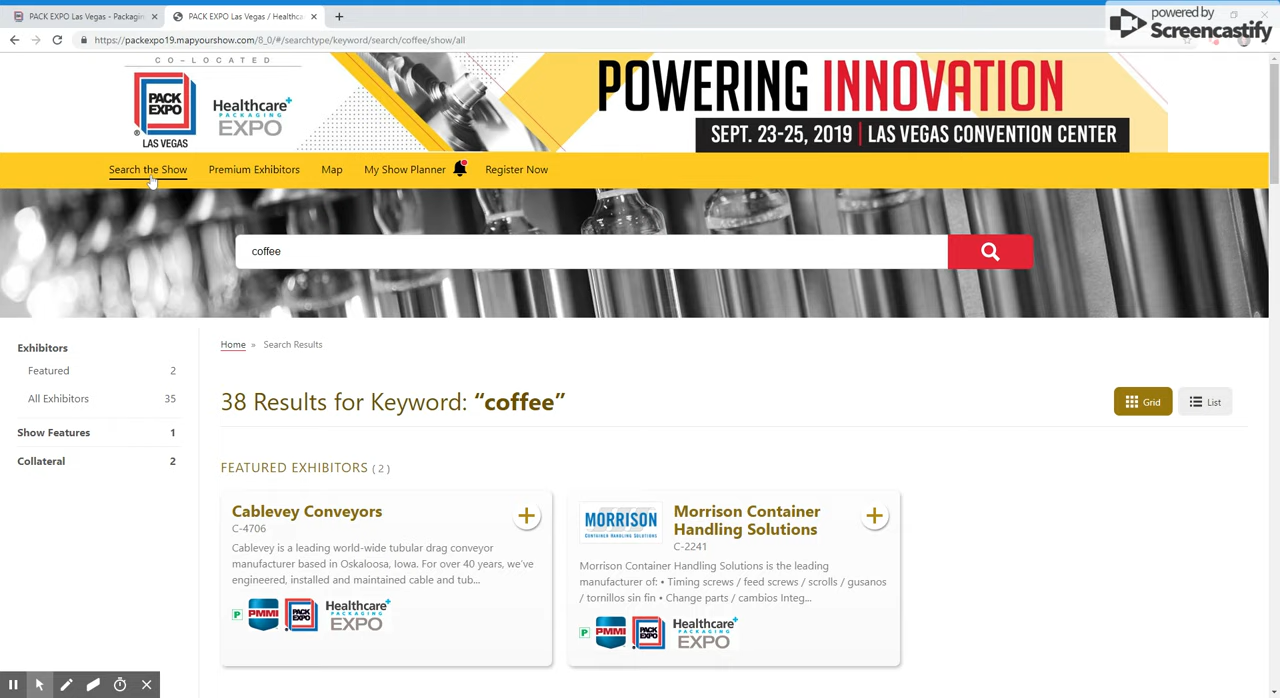 PACK EXPO Las Vegas - Packagin
PACK EXPO Las Vegas / Healthca
powered by
Screencastify
https://packexpo19.mapyourshow.com/8_0/#/searchtype/keyword/search/coffee/show/all
CO-LOCATED
PACK
EXPO
LAS VEGAS
Healthcare
PACKAGING
EXPO
POWERING INNOVATION
SEPT. 23-25, 2019 | LAS VEGAS CONVENTION CENTER
Search the Show
Premium Exhibitors
Map
My Show Planner
Register Now
coffee
Exhibitors
Featured 2
All Exhibitors 35
Show Features 1
Collateral 2
Home » Search Results
38 Results for Keyword: “coffee”
Grid
List
FEATURED EXHIBITORS ( 2 )
Cablevey Conveyors
C-4706
Cablevey is a leading world-wide tubular drag conveyor
manufacturer based in Oskaloosa, Iowa. For over 40 years, we've
engineered, installed and maintained cable and tub...
P
PMMI
PACK
EXPO
Healthcare
PACKAGING
EXPO
MORRISON
CONTAINER HANDLING SOLUTIONS
Morrison Container
Handling Solutions
C-2241
Morrison Container Handling Solutions is the leading
manufacturer of: • Timing screws / feed screws / scrolls / gusanos
/ tornillos sin fin • Change parts / cambios Integ...
P
PMMI
PACK
EXPO
Healthcare
PACKAGING
EXPO